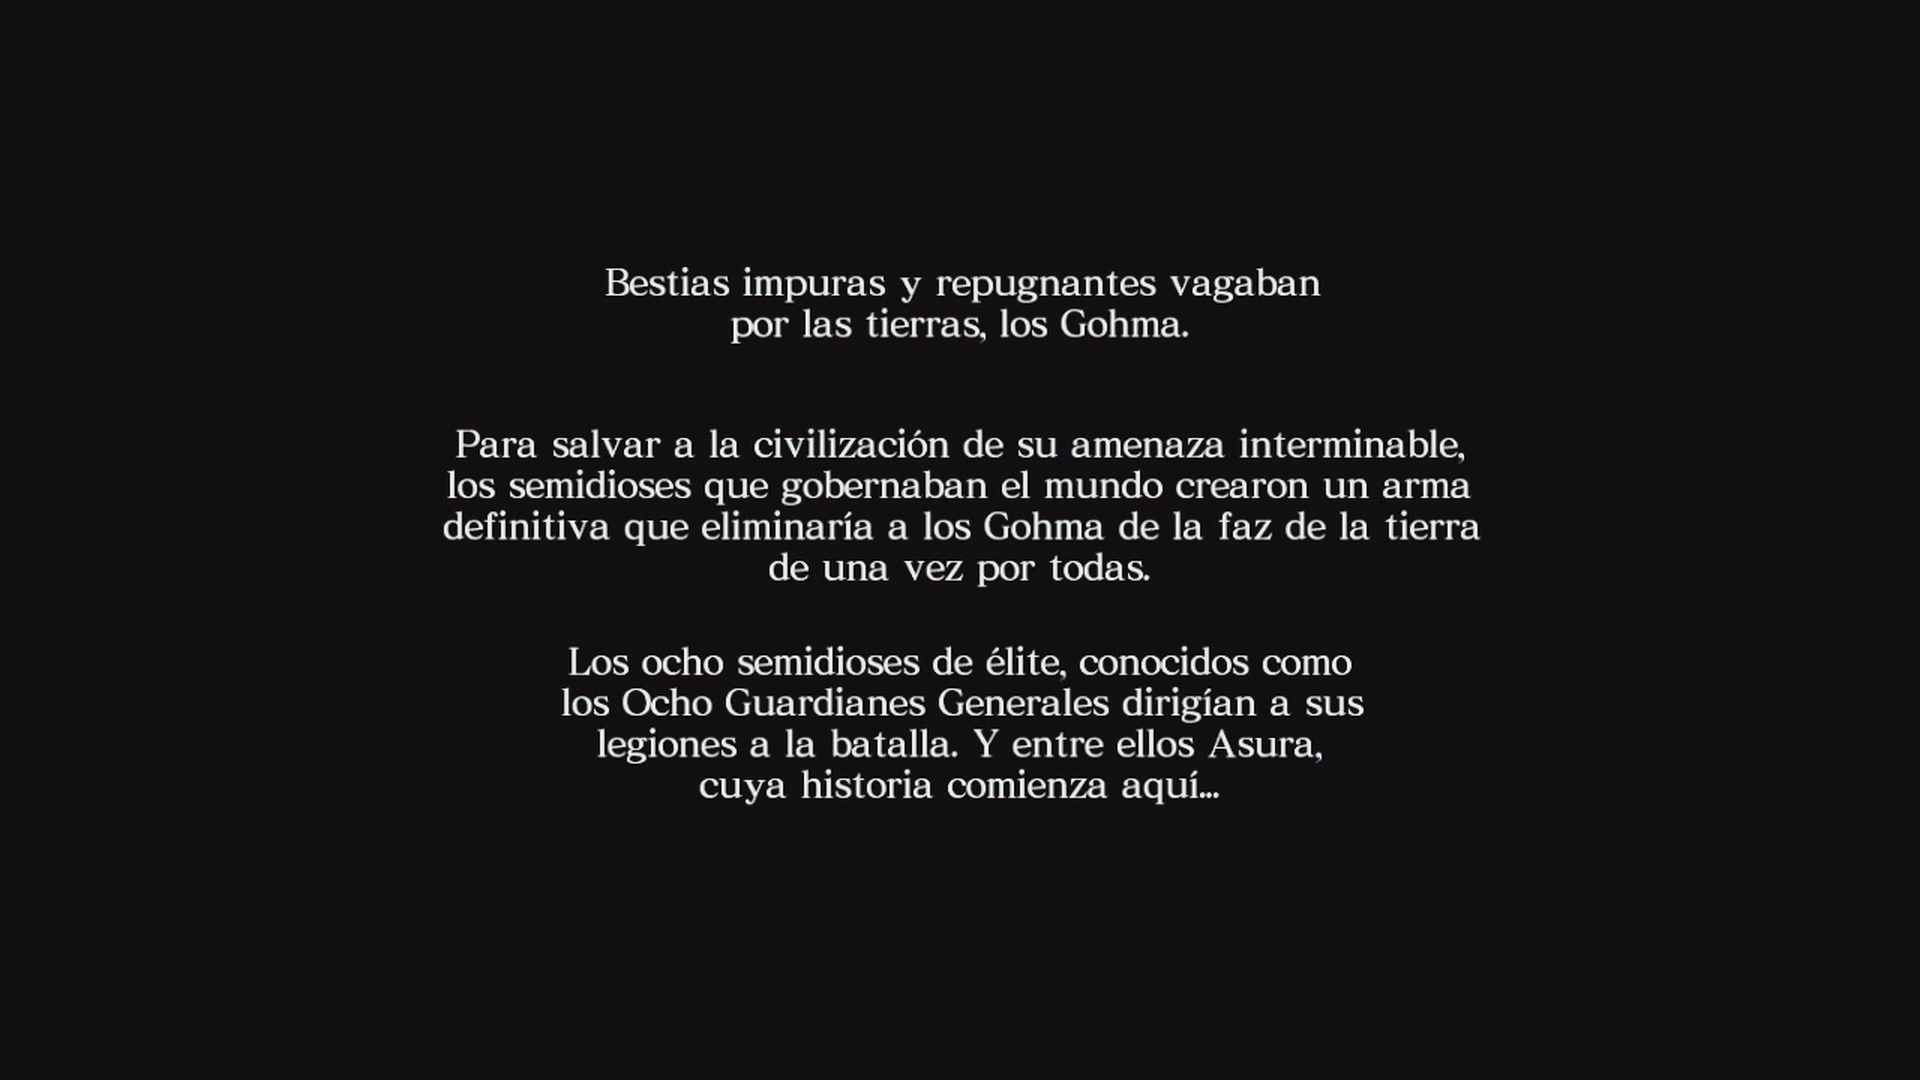 Bestias impuras y repugnantes vagaban
por las tierras, los Gohma.
Para salvar a la civilización de su amenaza interminable,
los semidioses que gobernaban el mundo crearon un arma
definitiva que eliminaría a los Gohma de la faz de la tierra
de una vez por todas.
Los ocho semidioses de élite, conocidos como
los Ocho Guardianes Generales dirigían a sus
legiones a la batalla. Y entre ellos Asura,
cuya historia comienza aquí...